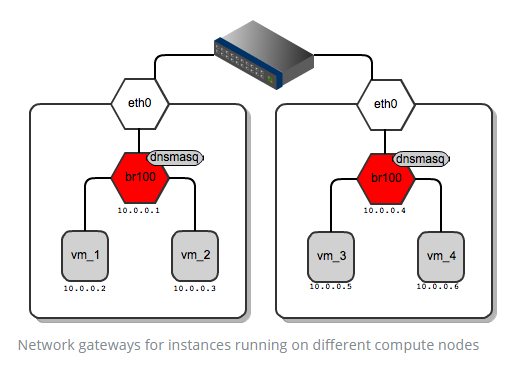 eth0
eth0
dnsmasq
dnsmasq
br100
br100
10.0.0.1
10.0.0.4
vm_1
vm_2
vm_3
vm_4
10.0.0.2
10.0.0.3
10.0.0.5
10.0.0.6
Network gateways for instances running on different compute nodes